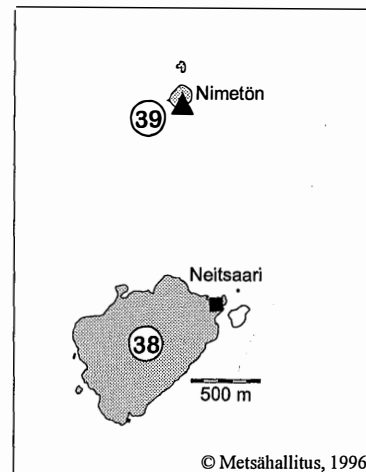 Nimetön
39
Neitsaari
38
500 m
© Metsähallitus, 1996